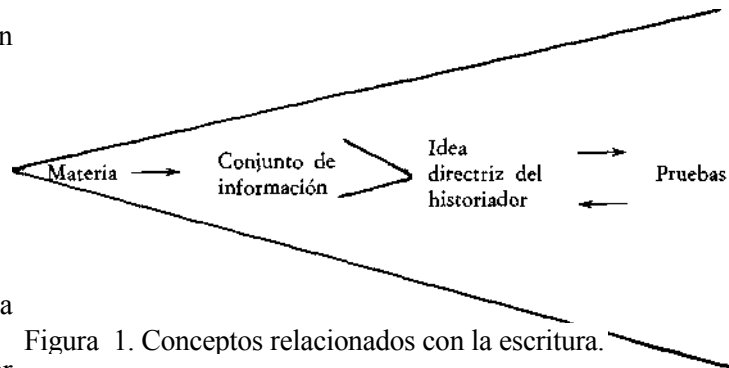 n
Materia
Conjunto de
información
Idea
directriz del
historiador
Pruebas
a
Figura 1. Conceptos relacionados con la escritura.